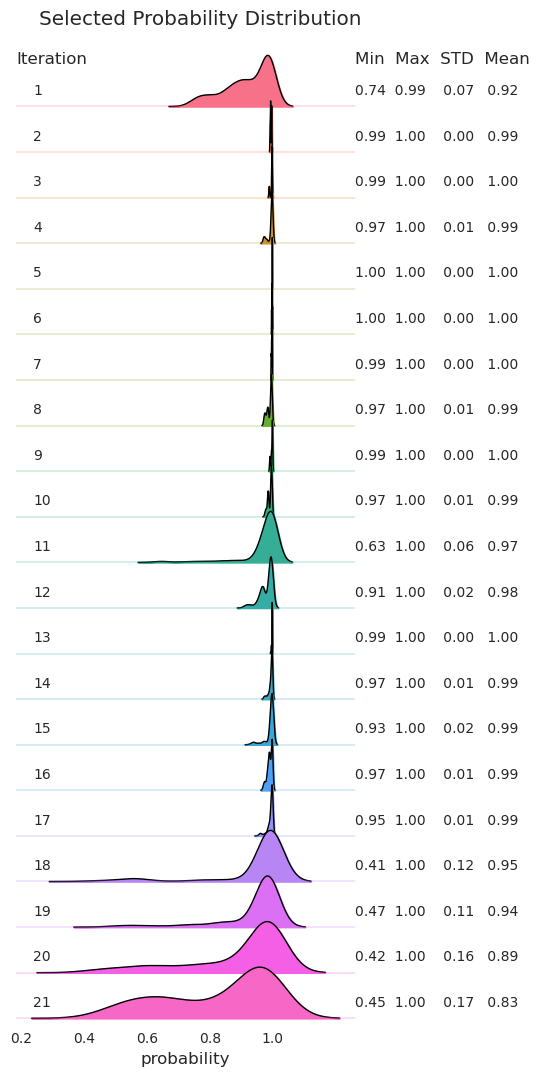 Selected Probability Distribution
Iteration Min Max STD Mean
1 0.74 0.99 0.07 0.92
2 0.99 1.00 0.00 0.99
3 0.99 1.00 0.00 1.00
4 0.97 1.00 0.01 0.99
5 1.00 1.00 0.00 1.00
6 1.00 1.00 0.00 1.00
7 0.99 1.00 0.00 1.00
8 0.97 1.00 0.01 0.99
9 0.99 1.00 0.00 1.00
10 0.97 1.00 0.01 0.99
11 0.63 1.00 0.06 0.97
12 0.91 1.00 0.02 0.98
13 0.99 1.00 0.00 1.00
14 0.97 1.00 0.01 0.99
15 0.93 1.00 0.02 0.99
16 0.97 1.00 0.01 0.99
17 0.95 1.00 0.01 0.99
18 0.41 1.00 0.12 0.95
19 0.47 1.00 0.11 0.94
20 0.42 1.00 0.16 0.89
21 0.45 1.00 0.17 0.83
0.2 0.4 0.6 0.8 1.0
probability